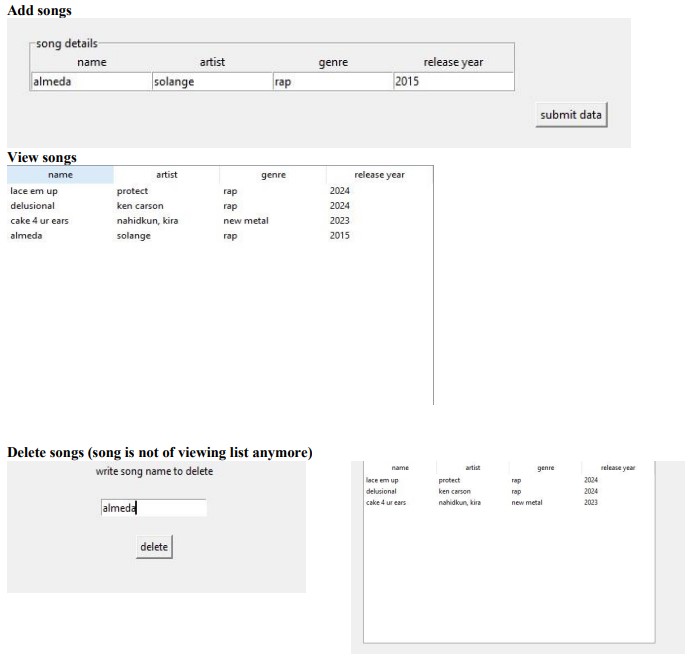 Add songs
song details
name artist genre release year
almeda solange rap 2015
submit data
View songs
name artist genre release year
lace em up protect rap 2024
delusional ken carson rap 2024
cake 4 ur ears nahidkun, kira new metal 2023
almeda solange rap 2015
Delete songs (song is not of viewing list anymore)
write song name to delete
almeda
delete
name artist genre release year
lace em up protect rap 2024
delusional ken carson rap 2024
cake 4 ur ears nahidkun, kira new metal 2023